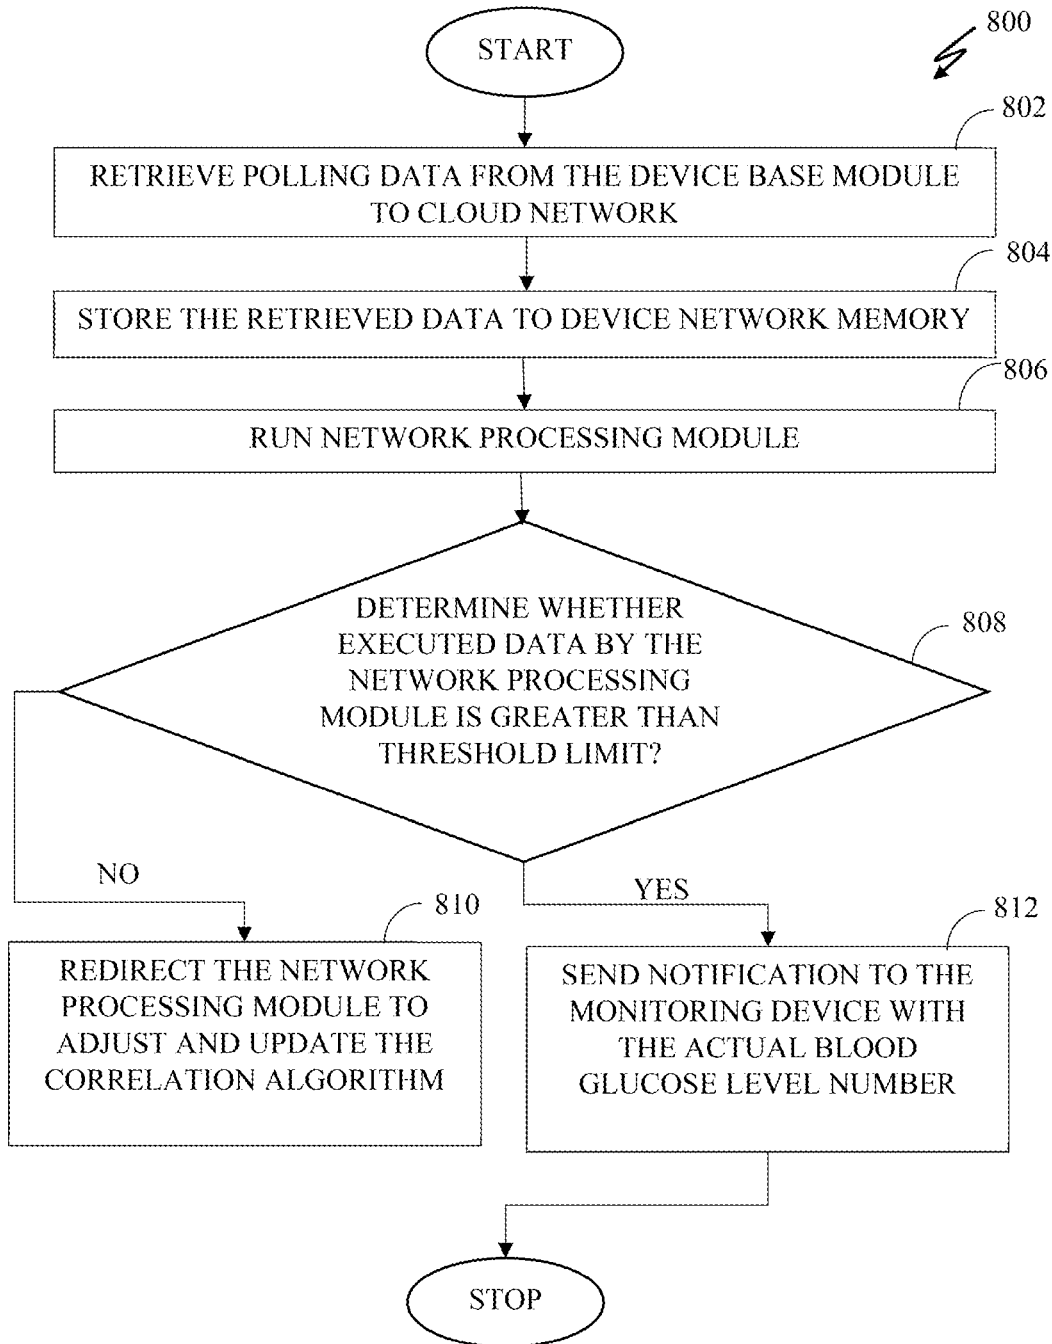 START
800
802
RETRIEVE POLLING DATA FROM THE DEVICE BASE MODULE
TO CLOUD NETWORK
804
STORE THE RETRIEVED DATA TO DEVICE NETWORK MEMORY
806
RUN NETWORK PROCESSING MODULE
DETERMINE WHETHER
EXECUTED DATA BY THE
NETWORK PROCESSING
MODULE IS GREATER THAN
THRESHOLD LIMIT?
808
NO
YES
810
REDIRECT THE NETWORK
PROCESSING MODULE TO
ADJUST AND UPDATE THE
CORRELATION ALGORITHM
812
SEND NOTIFICATION TO THE
MONITORING DEVICE WITH
THE ACTUAL BLOOD
GLUCOSE LEVEL NUMBER
STOP